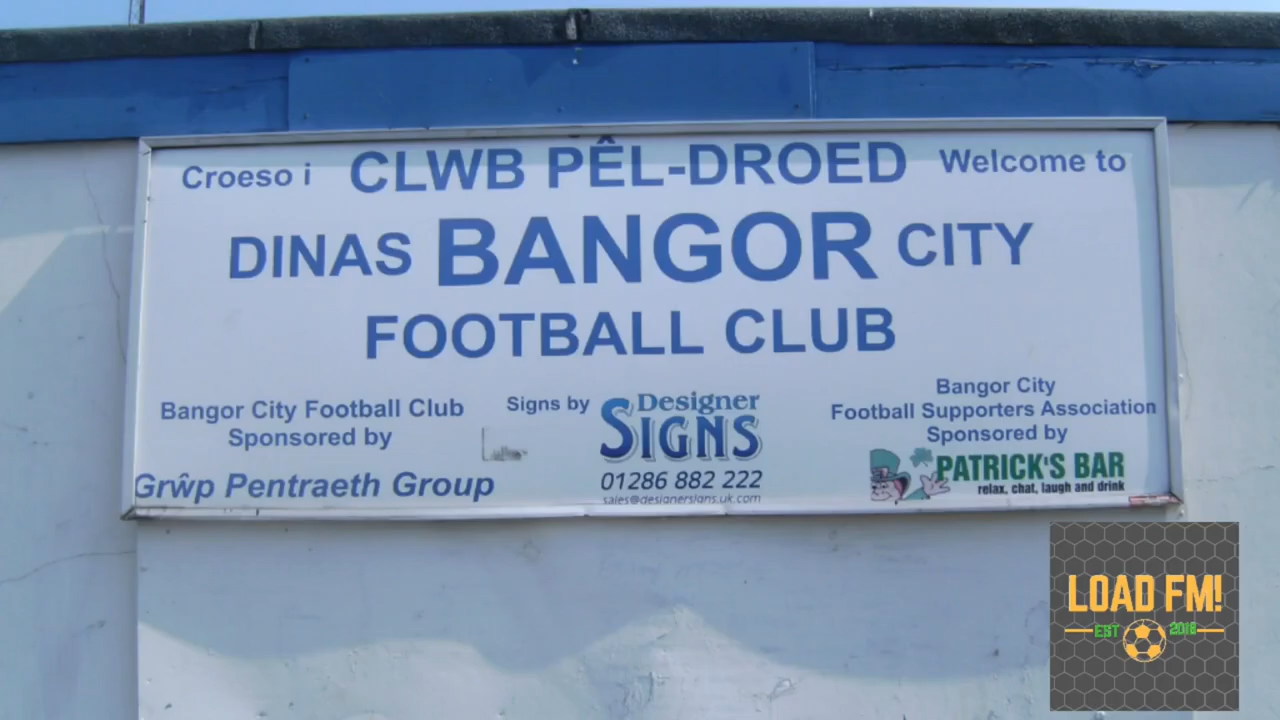 Croeso i CLWB PÊL-DROED Welcome to
DINAS BANGOR CITY
FOOTBALL CLUB
Bangor City Football Club
Sponsored by
Grŵp Pentraeth Group
Signs by
Designer
SIGNS
01286 882 222
sales@designersigns.uk.com
Bangor City
Football Supporters Association
Sponsored by
PATRICK'S BAR
relax, chat, laugh and drink
LOAD FM!
EST 2016